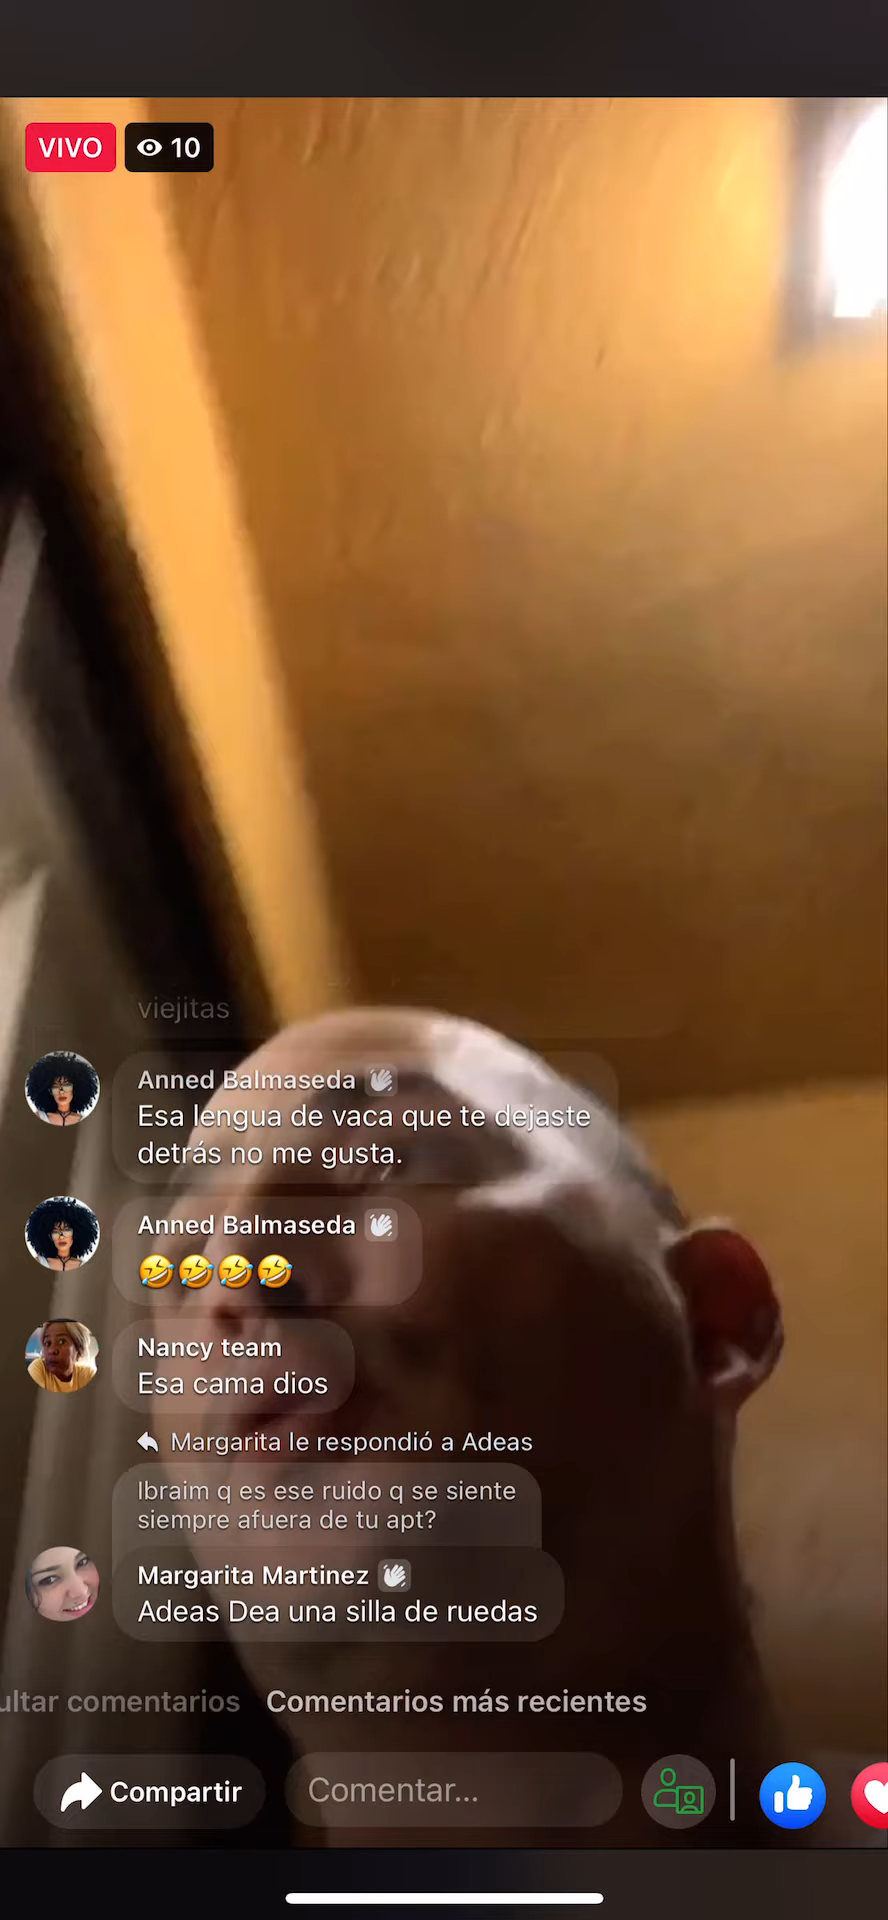 VIVO 10
viejitas
Anned Balmaseda
Esa lengua de vaca que te dejaste
detrás no me gusta.
Anned Balmaseda
🤣🤣🤣🤣
Nancy team
Esa cama dios
Margarita le respondió a Adeas
Ibraim q es ese ruido q se siente
siempre afuera de tu apt?
Margarita Martinez
Adeas Dea una silla de ruedas
ultar comentarios Comentarios más recientes
Compartir Comentar...